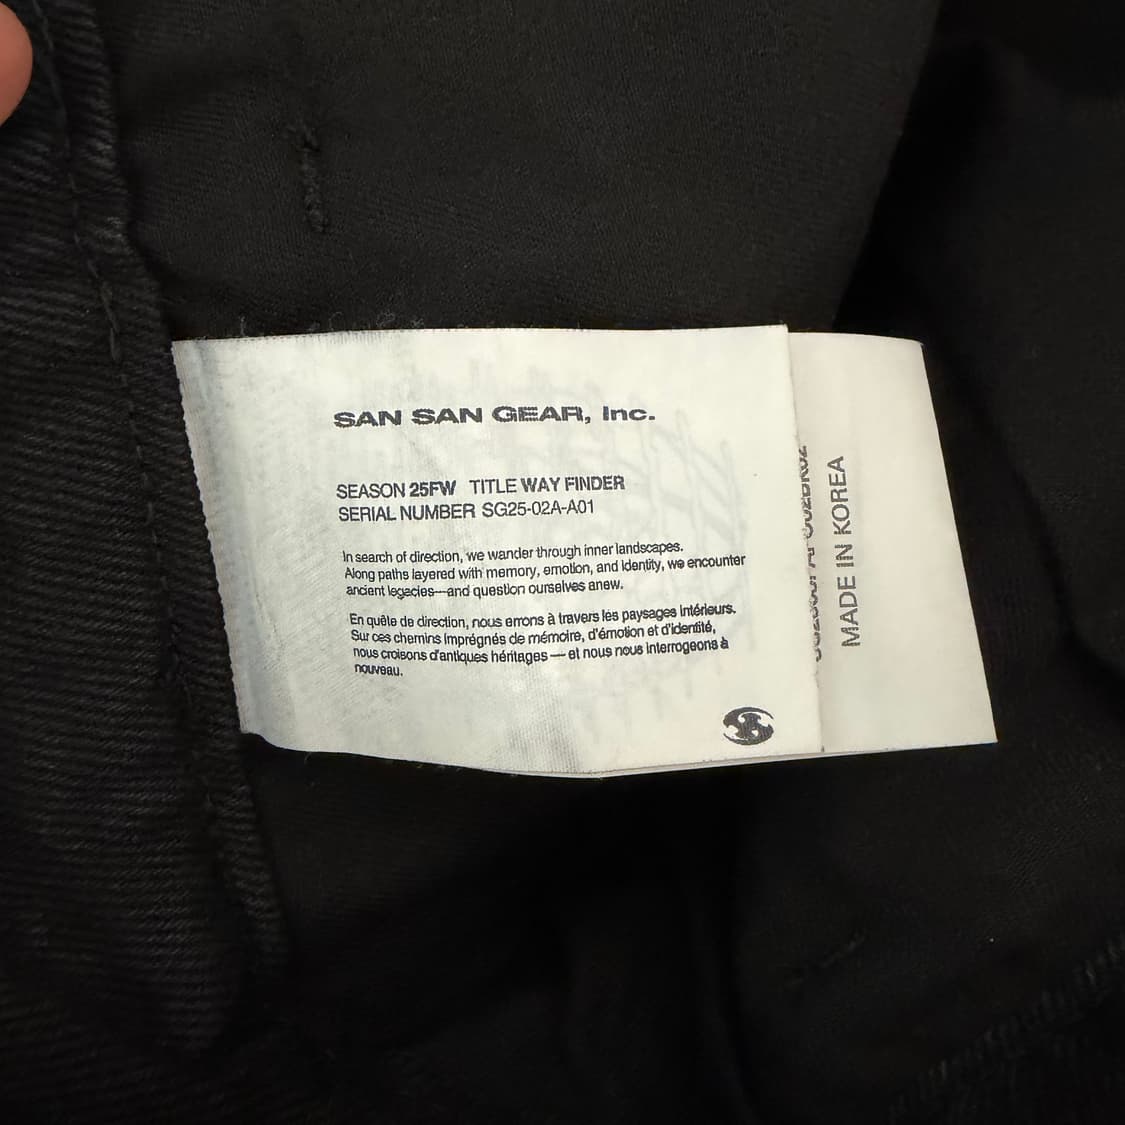 SAN SAN GEAR, Inc.
SEASON 25FW TITLE WAY FINDER
SERIAL NUMBER SG25-02A-A01
In search of direction, we wander through inner landscapes.
Along paths layered with memory, emotion, and identity, we encounter
ancient legacies—and question ourselves anew.
En quête de direction, nous errons à travers les paysages intérieurs.
Sur ces chemins imprégnés de mémoire, d'émotion et d'identité,
nous croisons d'antiques héritages — et nous nous interrogeons à
nouveau.
MADE IN KOREA